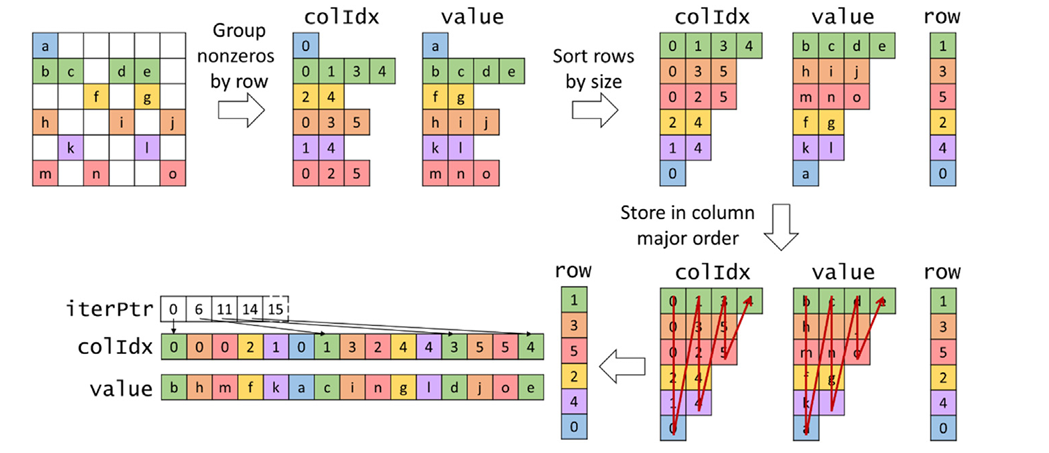 colIdx value
Group nonzeros by row
a
b c d e
f g
h i j
k l
m n o
0
0 1 3 4
2 4
0 3 5
1 4
0 2 5
a
b c d e
f g
h i j
k l
m n o
Sort rows by size
colIdx value row
0 1 3 4 b c d e 1
0 3 5 h i j 3
0 2 5 m n o 5
2 4 f g 2
1 4 k l 4
0 a 0
Store in column major order
colIdx value row
0 1 3 4 b c d e 1
0 3 5 h i j 3
0 2 5 m n o 5
2 4 f g 2
1 4 k l 4
0 a 0
row
1
3
5
2
4
0
iterPtr 0 6 11 14 15
colIdx 0 0 0 2 1 0 1 3 2 4 4 3 5 5 4
value b h m f k a c i n g l d j o e